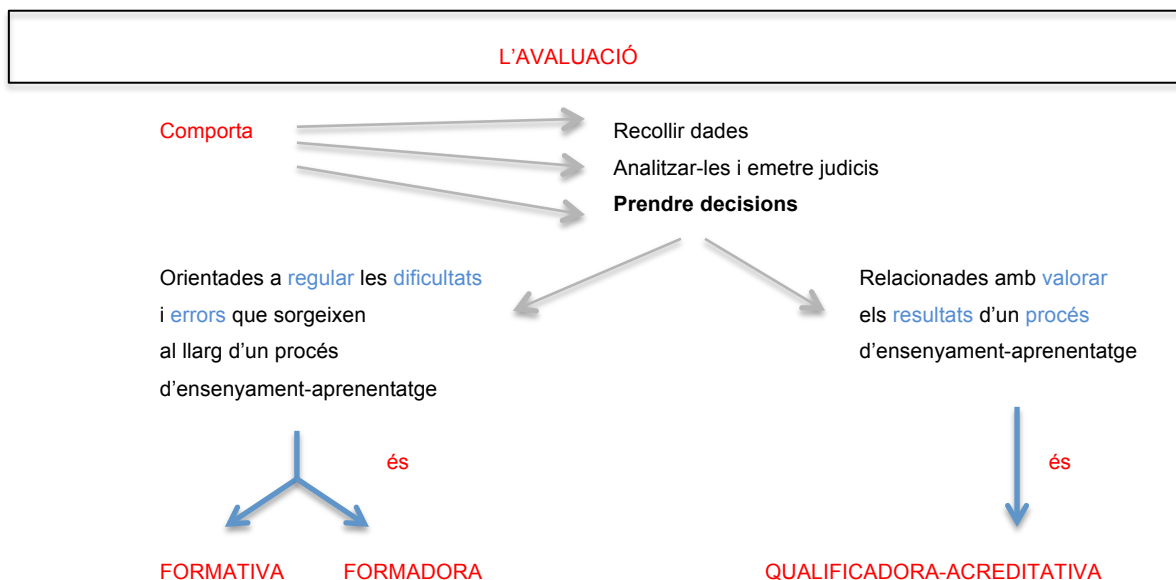 L'AVALUACIÓ
Comporta
Recollir dades
Analitzar-les i emetre judicis
Prendre decisions
Orientades a regular les dificultats
i errors que sorgeixen
al llarg d'un procés
d'ensenyament-aprenentatge
Relacionades amb valorar
els resultats d'un procés
d'ensenyament-aprenentatge
és
és
FORMATIVA
FORMADORA
QUALIFICADORA-ACREDITATIVA